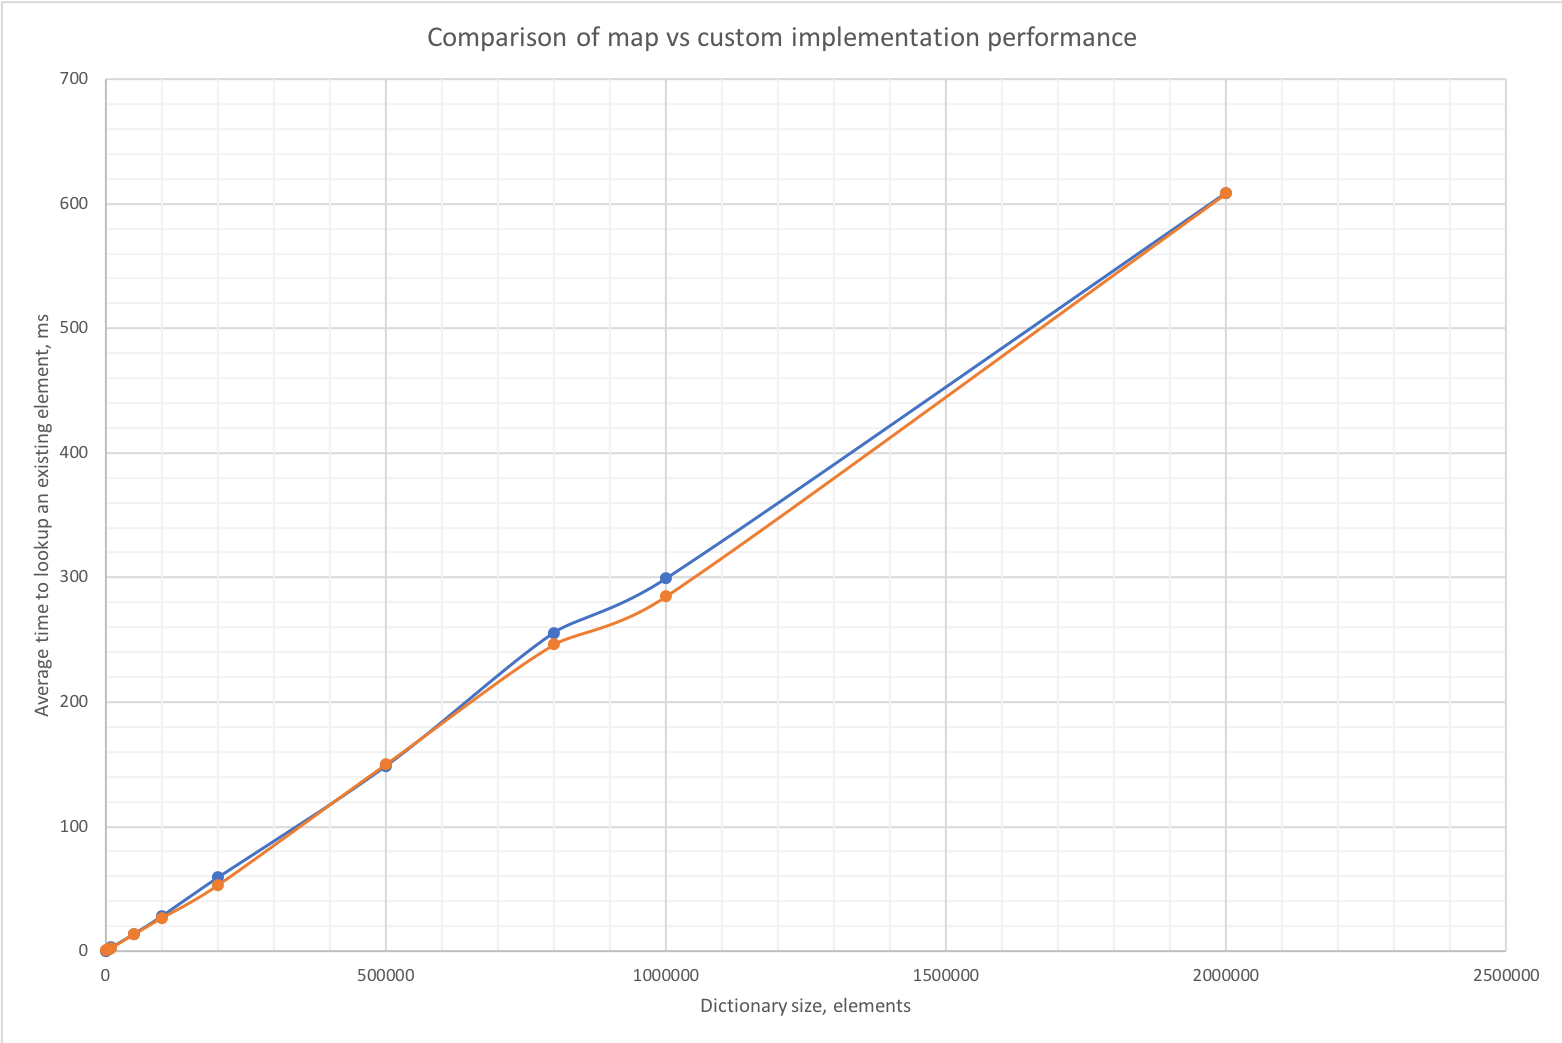 Comparison of map vs custom implementation performance
700
600
500
400
300
200
100
0
Average time to lookup an existing element, ms
0 500000 1000000 1500000 2000000 2500000
Dictionary size, elements